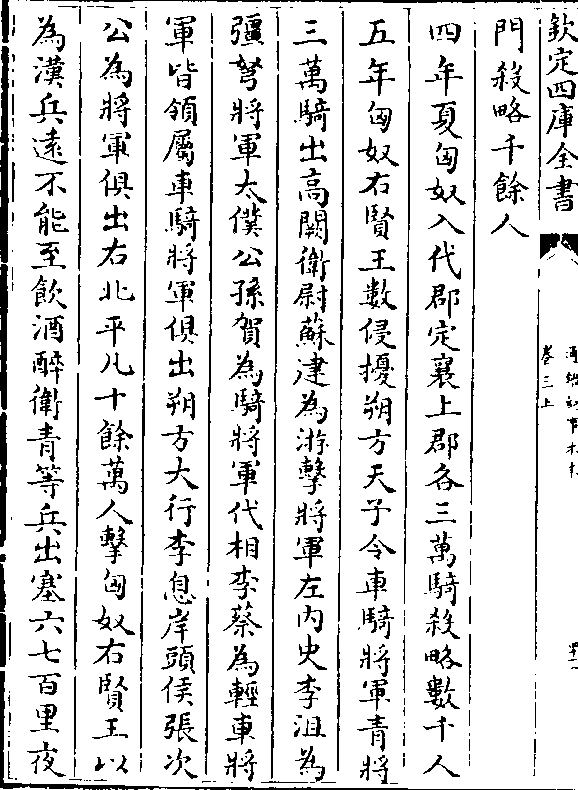 欽定四庫全書
卷三上
門殺略千餘人
四年夏匈奴入代郡定襄上郡各三萬騎殺略數千人
五年匈奴右賢王數侵擾朔方天子令車騎將軍青將
三萬騎出高闕衛尉蘇建為游擊將軍左內史李沮為
彊弩將軍太僕公孫賀為騎將軍代相李蔡為輕車將
軍皆領屬車騎將軍俱出朔方大行李息岸頭侯張次
公為將軍俱出右北平凡十餘萬人擊匈奴右賢王以
為漢兵遠不能至飲酒醉衛青等兵出塞六七百里夜